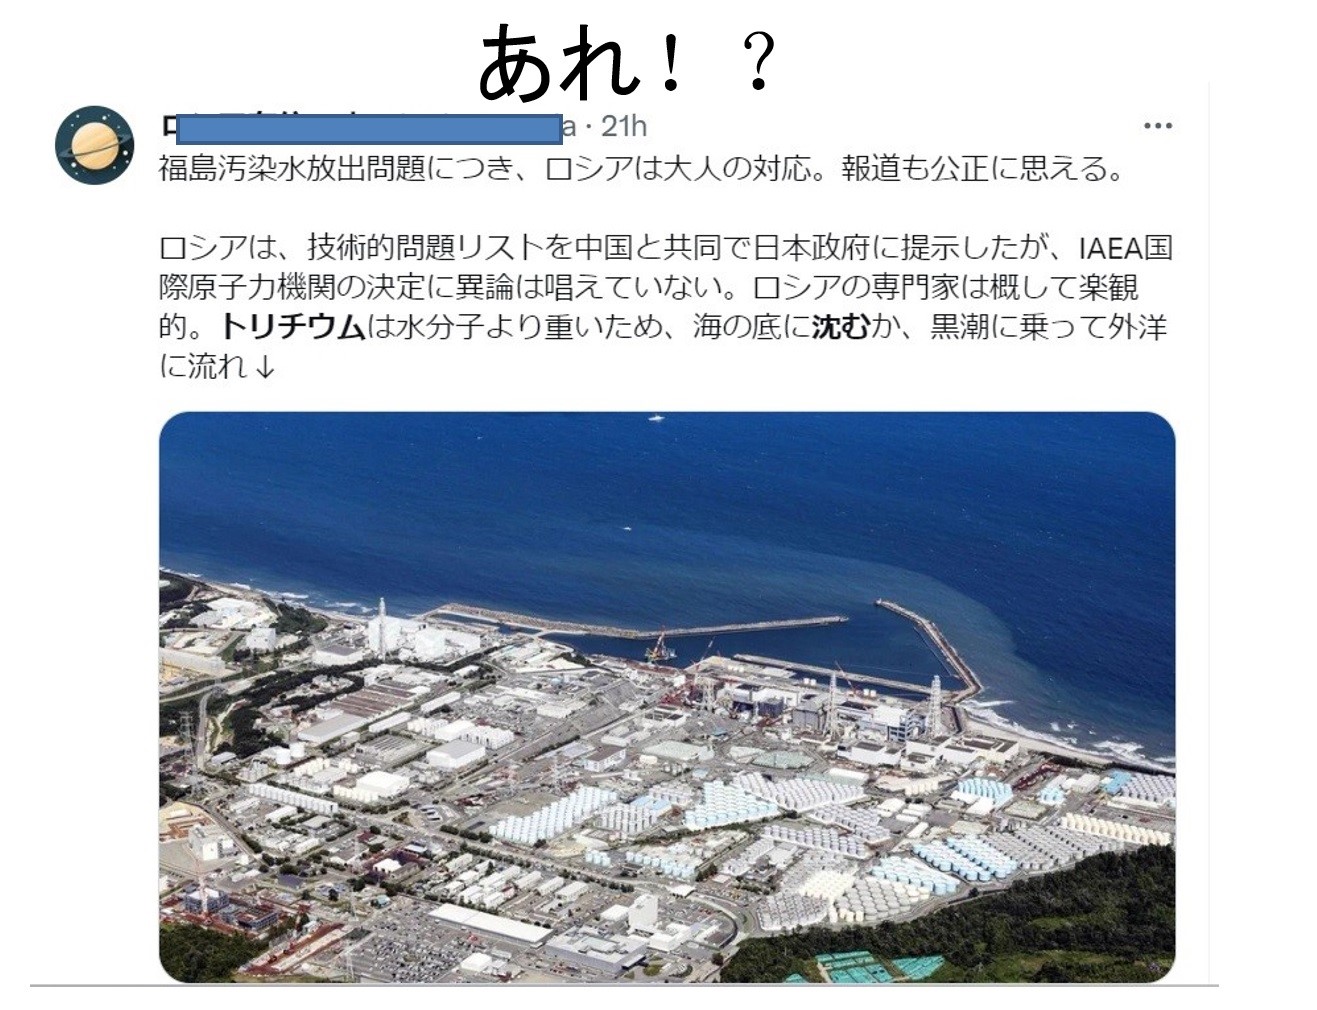 あれ！？
a · 21h
福島汚染水放出問題につき、ロシアは大人の対応。報道も公正に思える。
ロシアは、技術的問題リストを中国と共同で日本政府に提示したが、IAEA国
際原子力機関の決定に異論は唱えていない。ロシアの専門家は概して楽観
的。トリチウムは水分子より重いため、海の底に沈むか、黒潮に乗って外洋
に流れ↓